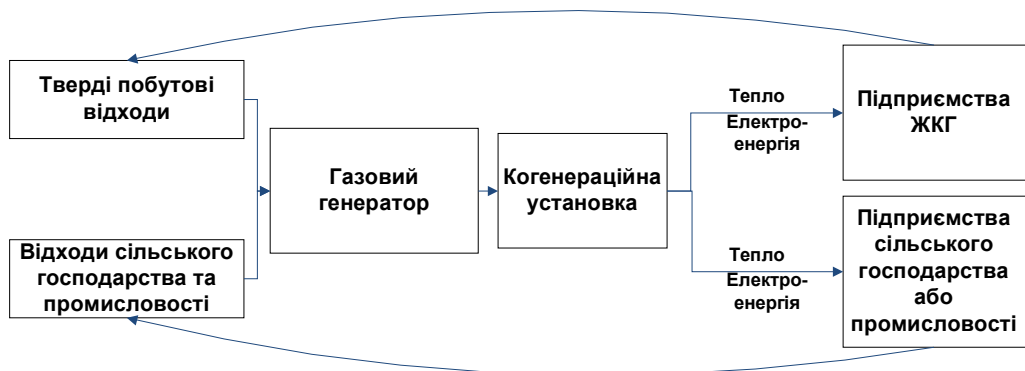 Тверді побутові
відходи
Відходи сільського
господарства та
промисловості
Газовий
генератор
Когенераційна
установка
Тепло
Електро-
енергія
Тепло
Електро-
енергія
Підприємства
ЖКГ
Підприємства
сільського
господарства
або
промисловості